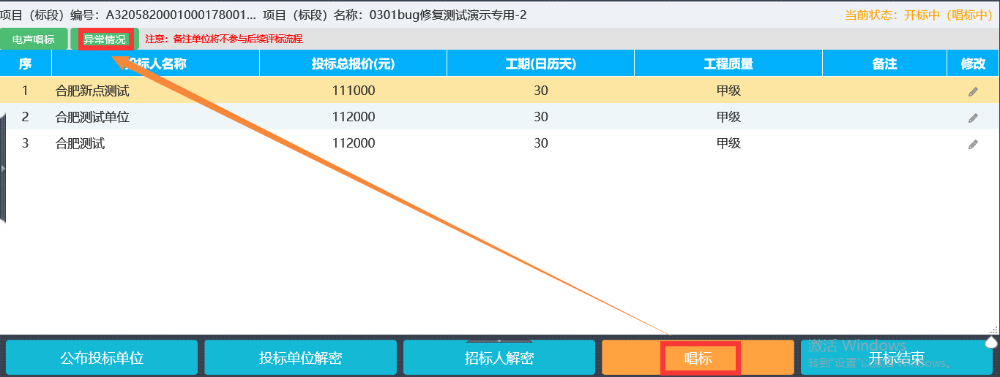 项目（标段）编号：A3205820001000178001... 项目（标段）名称：0301bug修复测试演示专用-2 当前状态：开标中（唱标中）
电声唱标 异常情况 注意：备注单位将不参与后续评标流程
序 投标人名称 投标总报价(元) 工期(日历天) 工程质量 备注 修改
1 合肥新点测试 111000 30 甲级
2 合肥测试单位 112000 30 甲级
3 合肥测试 112000 30 甲级
公布投标单位 投标单位解密 招标人解密 唱标 开标结束
激活 Windows
转到"设置"以激活 Windows。